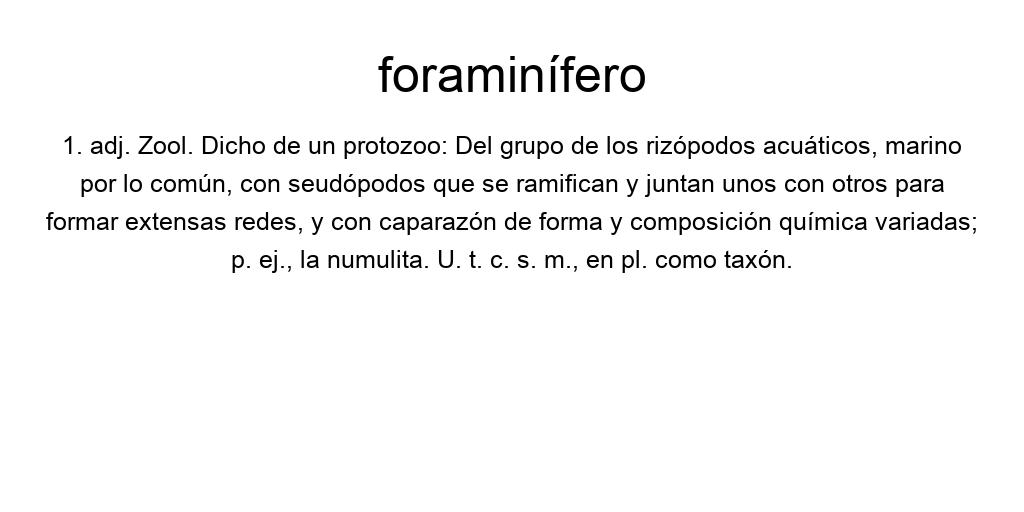 foraminífero
1. adj. Zool. Dicho de un protozoo: Del grupo de los rizópodos acuáticos, marino
por lo común, con seudópodos que se ramifican y juntan unos con otros para
formar extensas redes, y con caparazón de forma y composición química variadas;
p. ej., la numulita. U. t. c. s. m., en pl. como taxón.